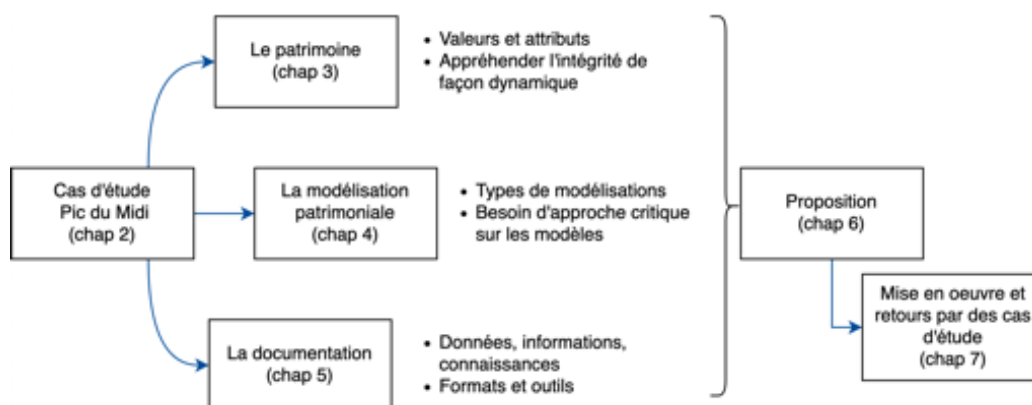 Le patrimoine
(chap 3)
• Valeurs et attributs
• Appréhender l'intégrité de
façon dynamique
Cas d'étude
Pic du Midi
(chap 2)
La modélisation
patrimoniale
(chap 4)
• Types de modélisations
• Besoin d'approche critique
sur les modèles
La documentation
(chap 5)
• Données, informations,
connaissances
• Formats et outils
Proposition
(chap 6)
Mise en oeuvre et
retours par des cas
d'étude
(chap 7)